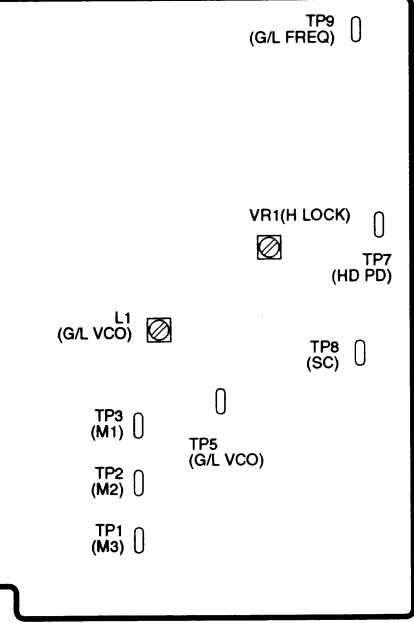 TP9
(G/L FREQ)
VR1(H LOCK)
TP7
(HD PD)
L1
(G/L VCO)
TP8
(SC)
TP3
(M1)
TP5
(G/L VCO)
TP2
(M2)
TP1
(M3)